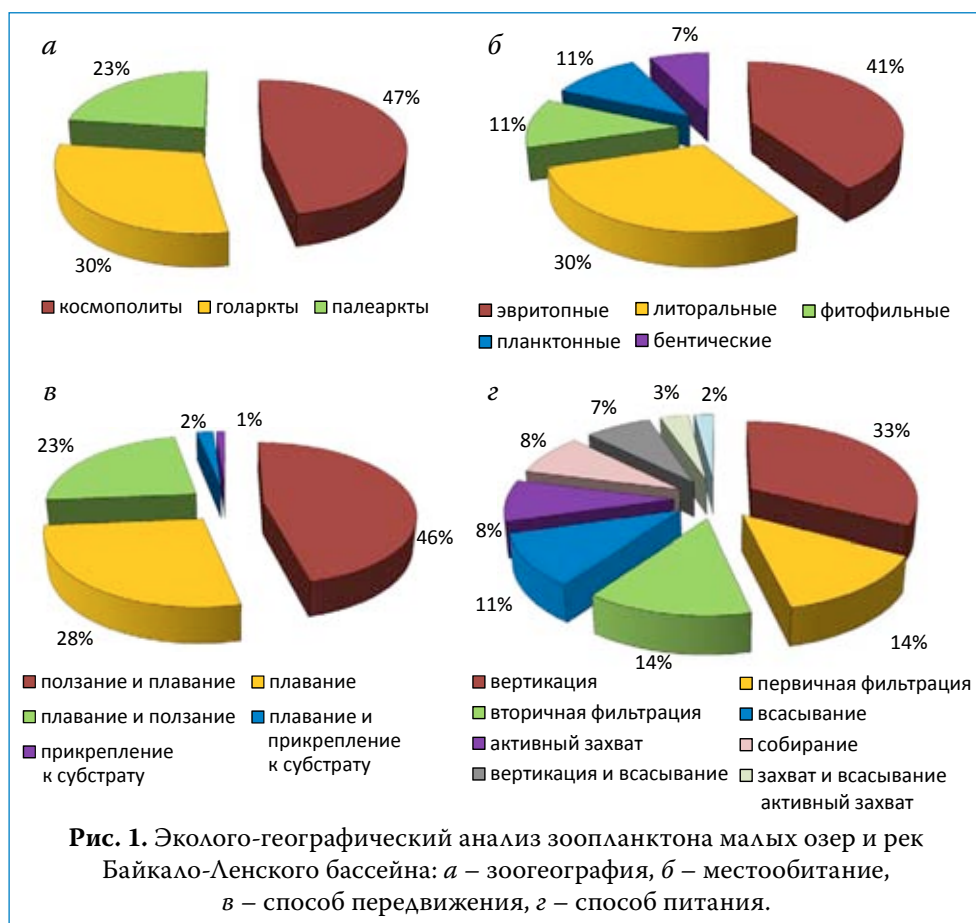 а
23%
47%
30%
космополиты голаркты палеаркты
б
7%
11%
41%
11%
30%
эвритопные литоральные фитофильные
планктонные бентические
в
2%
1%
23%
46%
28%
ползание и плавание плавание
плавание и ползание плавание и
прикрепление
к субстрату
прикрепление
к субстрату
г
3%
2%
7%
33%
8%
8%
11%
14%
14%
вертикация первичная фильтрация
вторичная фильтрация всасывание
активный захват собирание
вертикация и всасывание захват и всасывание
активный захват
Рис. 1. Эколого-географический анализ зоопланктона малых озер и рек
Байкало-Ленского бассейна: а – зоогеография, б – местообитание,
в – способ передвижения, г – способ питания.